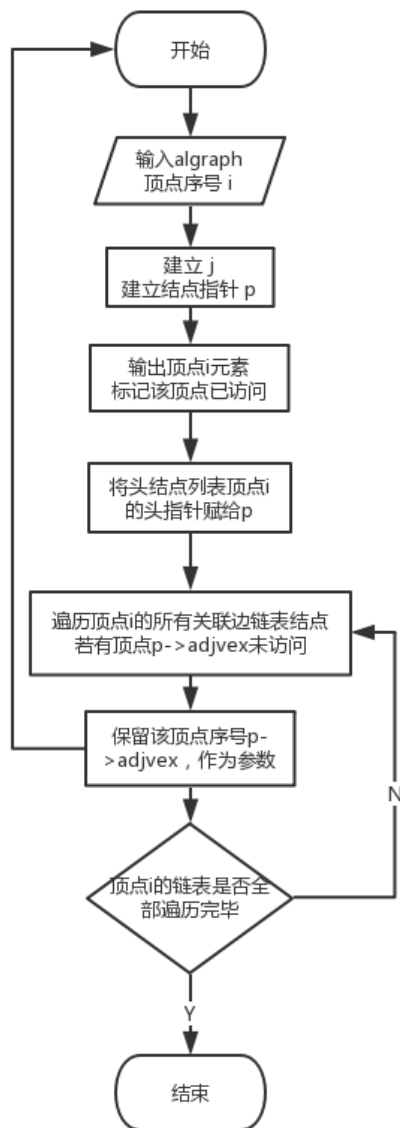 开始
输入algraph
顶点序号 i
建立 j
建立结点指针 p
输出顶点i元素
标记该顶点已访问
将头结点列表顶点i
的头指针赋给p
遍历顶点i的所有关联边链表结点
若有顶点p->adjvex未访问
保留该顶点序号p-
>adjvex，作为参数
N
顶点i的链表是否全
部遍历完毕
Y
结束